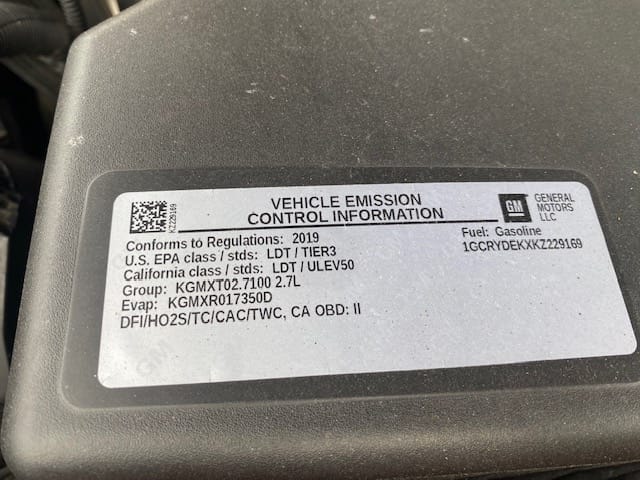 VEHICLE EMISSION
CONTROL INFORMATION
KZ229169
GM
GENERAL
MOTORS
LLC
Conforms to Regulations: 2019
U.S. EPA class / stds: LDT / TIER3
California class / stds: LDT / ULEV50
Group: KGMXT02.7100 2.7L
Evap: KGMXR017350D
DFI/HO2S/TC/CAC/TWC, CA OBD: II
Fuel: Gasoline
1GCRYDEKXKZ229169